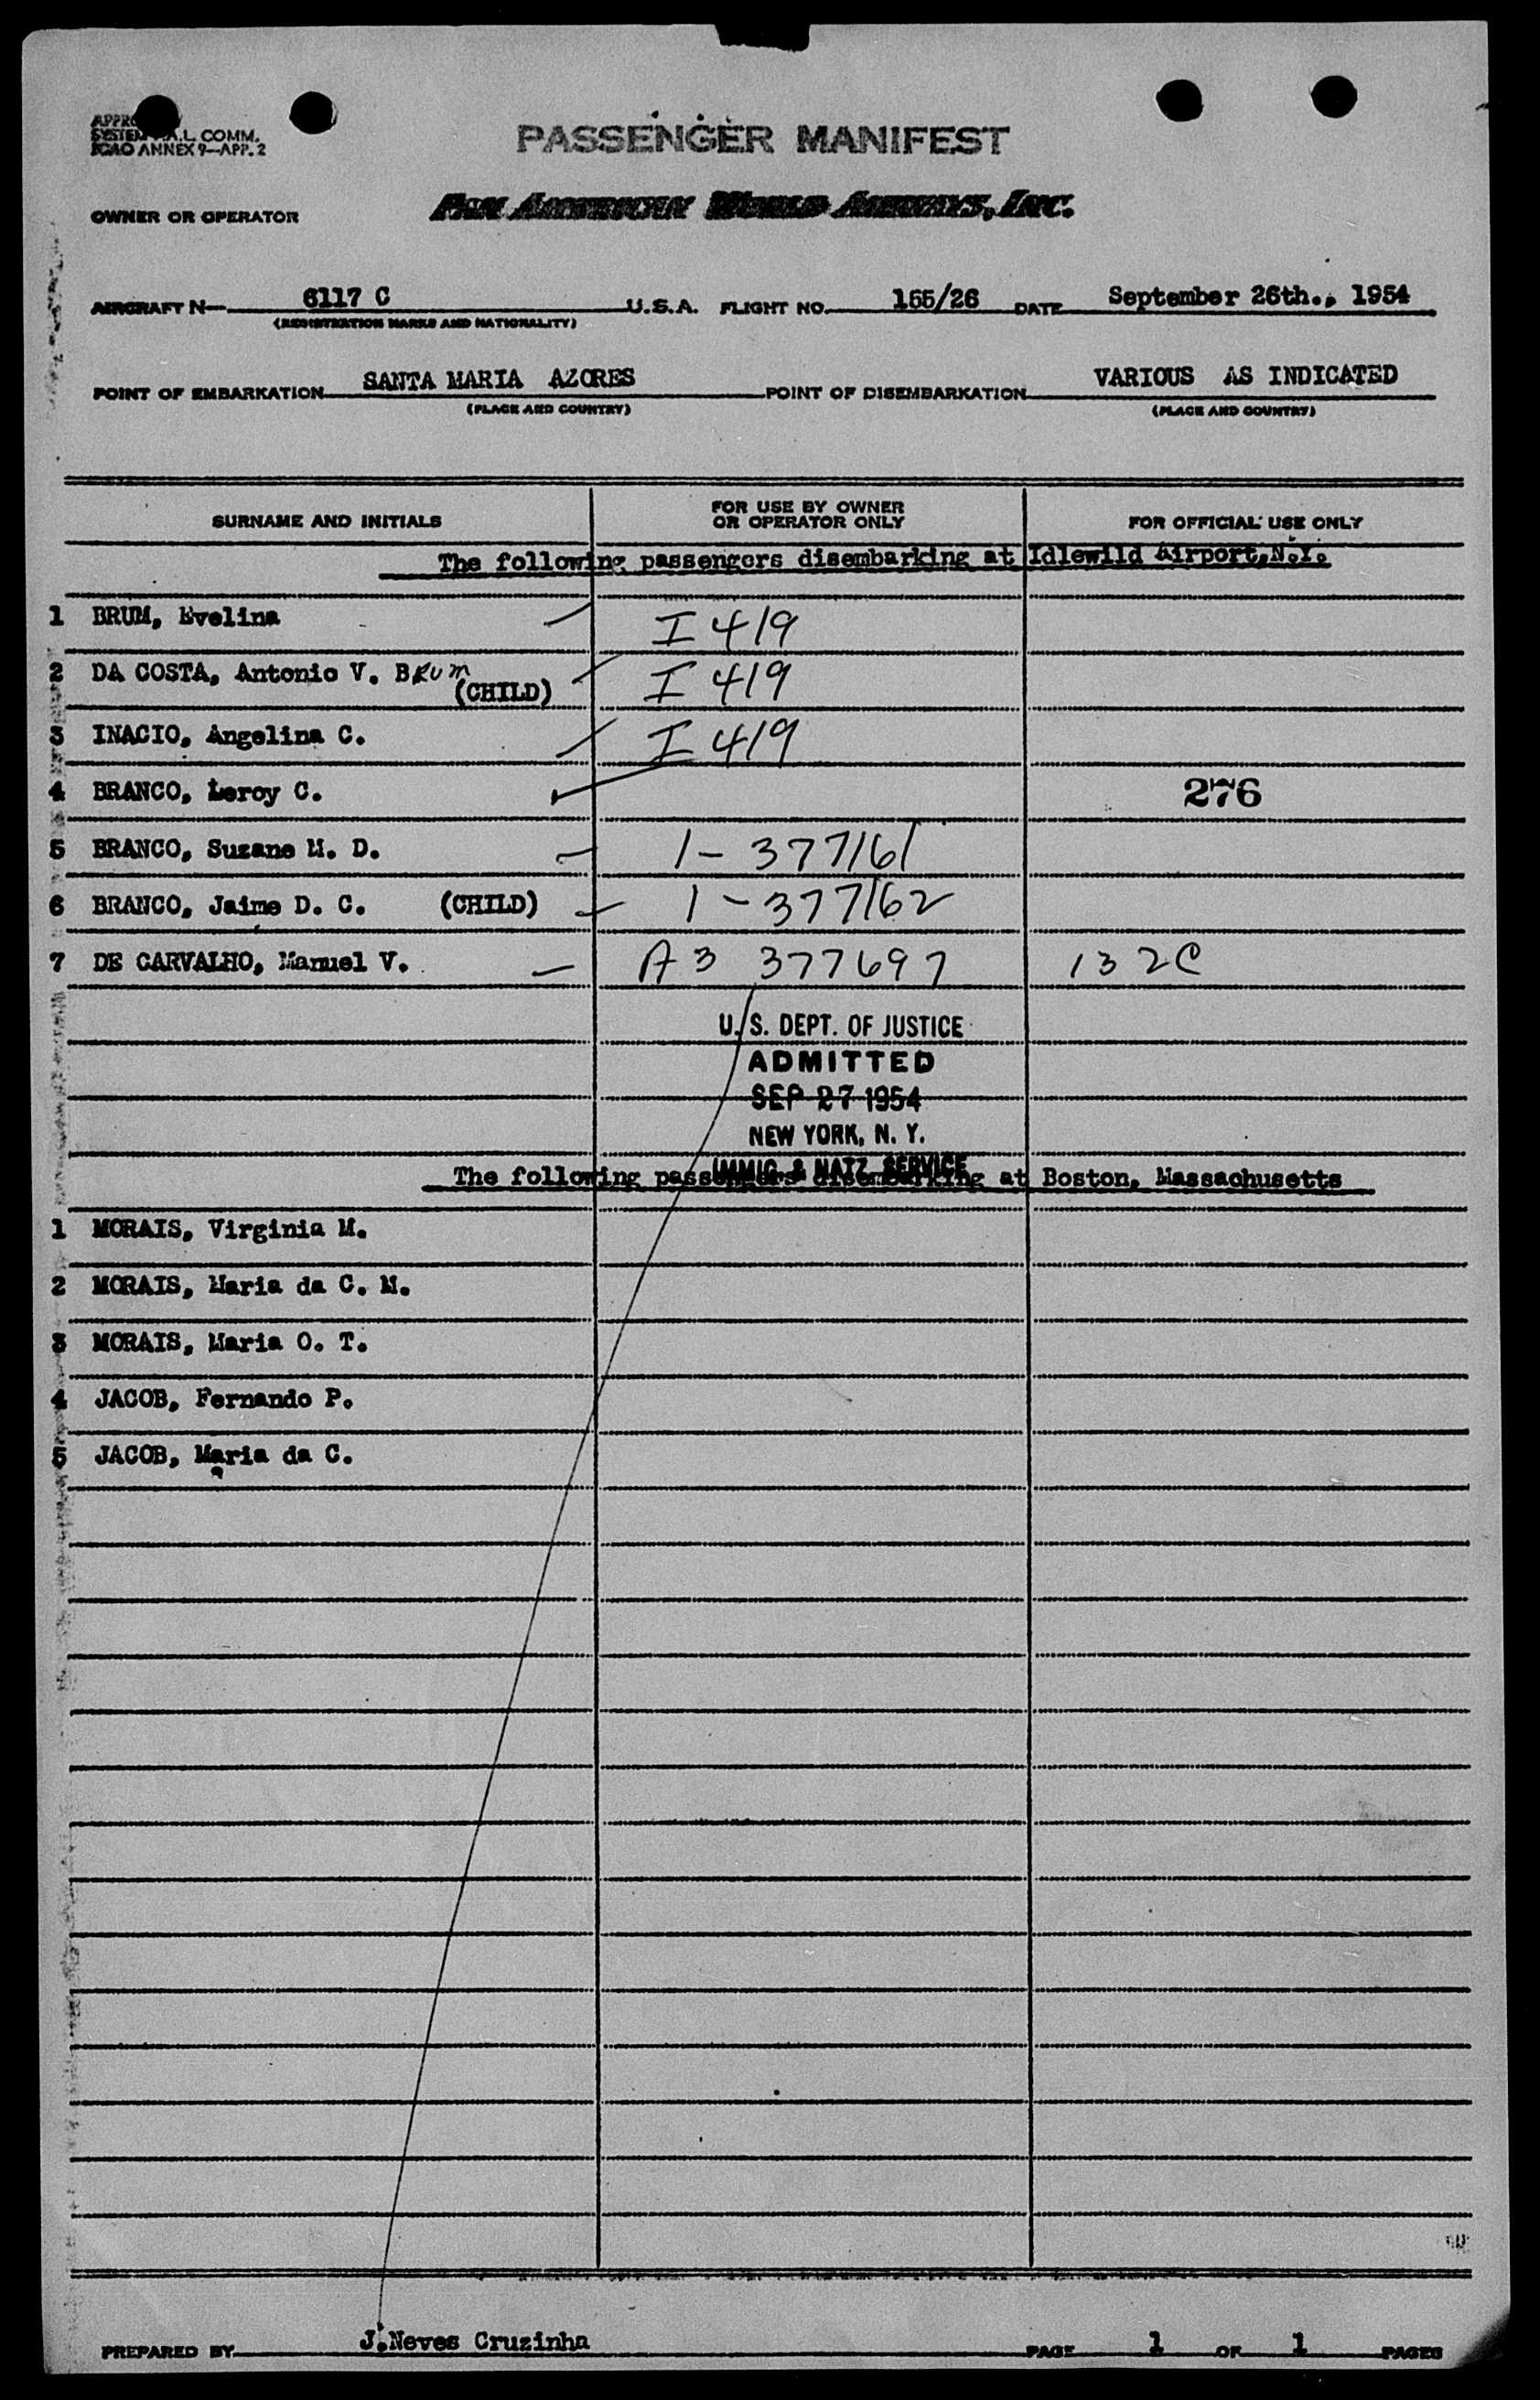 SYSTEM A.L. COMM.
ICAO ANNEX 9—APP. 2
PASSENGER MANIFEST
OWNER OR OPERATOR
PAN AMERICAN WORLD AIRWAYS, INC.
AIRCRAFT N— 6117 C U.S.A. FLIGHT NO. 155/26 DATE September 26th., 1954
(REGISTRATION MARKS AND NATIONALITY)
POINT OF EMBARKATION SANTA MARIA AZORES POINT OF DISEMBARKATION VARIOUS AS INDICATED
(PLACE AND COUNTRY) (PLACE AND COUNTRY)
SURNAME AND INITIALS FOR USE BY OWNER OR OPERATOR ONLY FOR OFFICIAL USE ONLY
The following passengers disembarking at Idlewild Airport,N.Y.
1 BRUM, Evelina I 419
2 DA COSTA, Antonio V. BRUM (CHILD) I 419
3 INACIO, Angelina C. I 419
4 BRANCO, Leroy C. 276
5 BRANCO, Suzane M. D. 1- 377161
6 BRANCO, Jaime D. C. (CHILD) 1-377162
7 DE CARVALHO, Manuel V. A3 377697 132C
U.S. DEPT. OF JUSTICE
ADMITTED
SEP 27 1954
NEW YORK, N. Y.
IMMIG. & NATZ. SERVICE
The following passengers disembarking at Boston, Massachusetts
1 MORAIS, Virginia M.
2 MORAIS, Maria da C. M.
3 MORAIS, Maria O. T.
4 JACOB, Fernando P.
5 JACOB, Maria da C.
PREPARED BY J.Neves Cruzinha PAGE 1 OF 1 PAGES